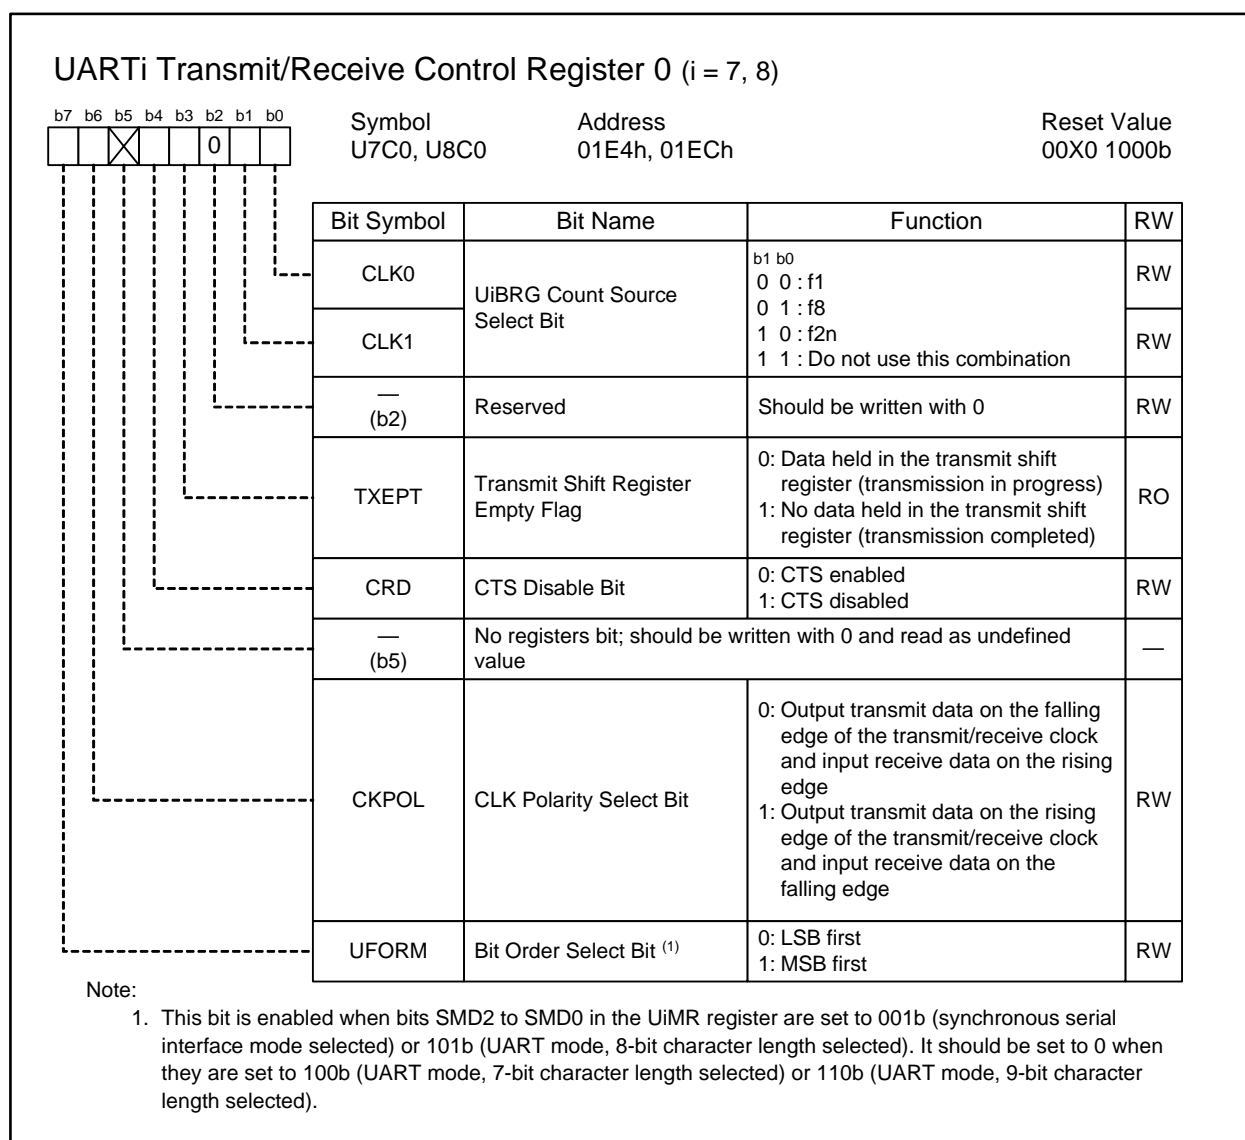 UARTi Transmit/Receive Control Register 0 (i = 7, 8)
b7 b6 b5 b4 b3 b2 b1 b0
0
Symbol Address Reset Value
U7C0, U8C0 01E4h, 01ECh 00X0 1000b
Bit Symbol Bit Name Function RW
CLK0
UiBRG Count Source
Select Bit
b1 b0
0 0 : f1
0 1 : f8
1 0 : f2n
1 1 : Do not use this combination
RW
CLK1
RW
—
(b2)
Reserved
Should be written with 0
RW
TXEPT
Transmit Shift Register
Empty Flag
0: Data held in the transmit shift
register (transmission in progress)
1: No data held in the transmit shift
register (transmission completed)
RO
CRD
CTS Disable Bit
0: CTS enabled
1: CTS disabled
RW
—
(b5)
No registers bit; should be written with 0 and read as undefined
value
—
CKPOL
CLK Polarity Select Bit
0: Output transmit data on the falling
edge of the transmit/receive clock
and input receive data on the rising
edge
1: Output transmit data on the rising
edge of the transmit/receive clock
and input receive data on the
falling edge
RW
UFORM
Bit Order Select Bit (1)
0: LSB first
1: MSB first
RW
Note:
1. This bit is enabled when bits SMD2 to SMD0 in the UiMR register are set to 001b (synchronous serial
interface mode selected) or 101b (UART mode, 8-bit character length selected). It should be set to 0 when
they are set to 100b (UART mode, 7-bit character length selected) or 110b (UART mode, 9-bit character
length selected).